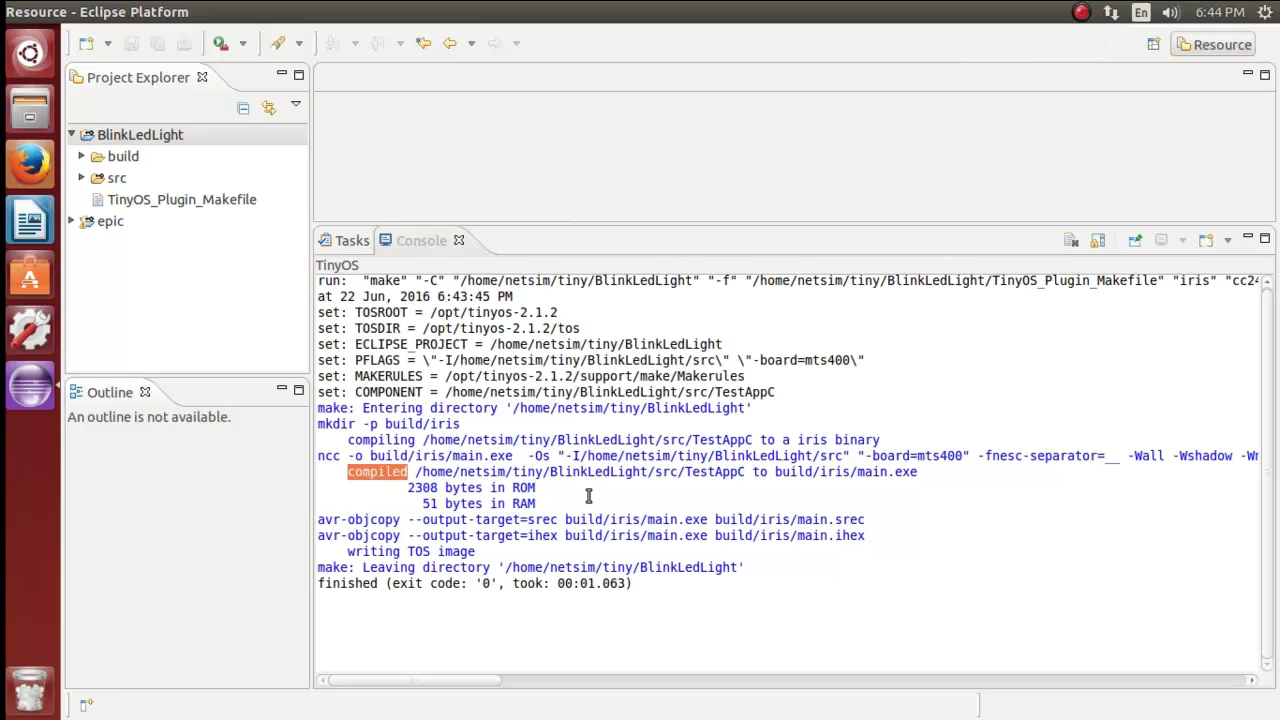 Resource - Eclipse Platform
En
6:44 PM
Resource
Project Explorer
BlinkLedLight
build
src
TinyOS_Plugin_Makefile
epic
Outline
An outline is not available.
Tasks
Console
TinyOS
run:  "make" "-C" "/home/netsim/tiny/BlinkLedLight" "-f" "/home/netsim/tiny/BlinkLedLight/TinyOS_Plugin_Makefile" "iris" "cc24
at 22 Jun, 2016 6:43:45 PM
set: TOSROOT = /opt/tinyos-2.1.2
set: TOSDIR = /opt/tinyos-2.1.2/tos
set: ECLIPSE_PROJECT = /home/netsim/tiny/BlinkLedLight
set: PFLAGS = \"-I/home/netsim/tiny/BlinkLedLight/src\" \"-board=mts400\"
set: MAKERULES = /opt/tinyos-2.1.2/support/make/Makerules
set: COMPONENT = /home/netsim/tiny/BlinkLedLight/src/TestAppC
make: Entering directory '/home/netsim/tiny/BlinkLedLight'
mkdir -p build/iris
compiling /home/netsim/tiny/BlinkLedLight/src/TestAppC to a iris binary
ncc -o build/iris/main.exe  -Os "-I/home/netsim/tiny/BlinkLedLight/src" "-board=mts400" -fnesc-separator=__ -Wall -Wshadow
compiled /home/netsim/tiny/BlinkLedLight/src/TestAppC to build/iris/main.exe
2308 bytes in ROM
51 bytes in RAM
avr-objcopy --output-target=srec build/iris/main.exe build/iris/main.srec
avr-objcopy --output-target=ihex build/iris/main.exe build/iris/main.ihex
writing TOS image
make: Leaving directory '/home/netsim/tiny/BlinkLedLight'
finished (exit code: '0', took: 00:01.063)